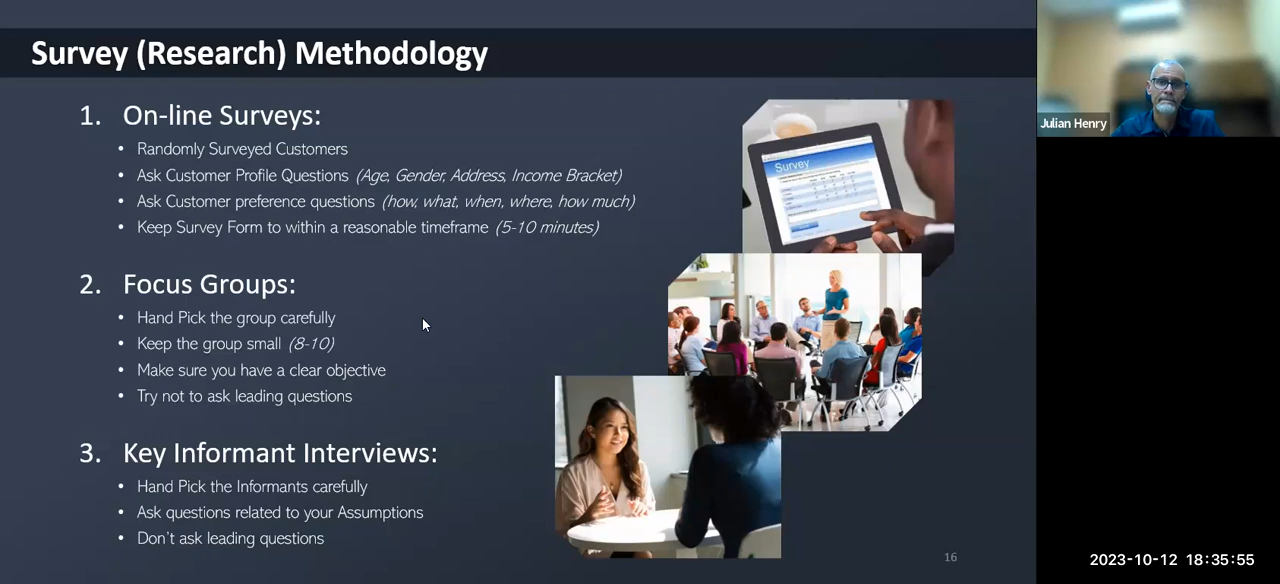 Survey (Research) Methodology
1. On-line Surveys:
• Randomly Surveyed Customers
• Ask Customer Profile Questions (Age, Gender, Address, Income Bracket)
• Ask Customer preference questions (how, what, when, where, how much)
• Keep Survey Form to within a reasonable timeframe (5-10 minutes)
2. Focus Groups:
• Hand Pick the group carefully
• Keep the group small (8-10)
• Make sure you have a clear objective
• Try not to ask leading questions
3. Key Informant Interviews:
• Hand Pick the Informants carefully
• Ask questions related to your Assumptions
• Don't ask leading questions
Survey
16
Julian Henry
2023-10-12 18:35:55